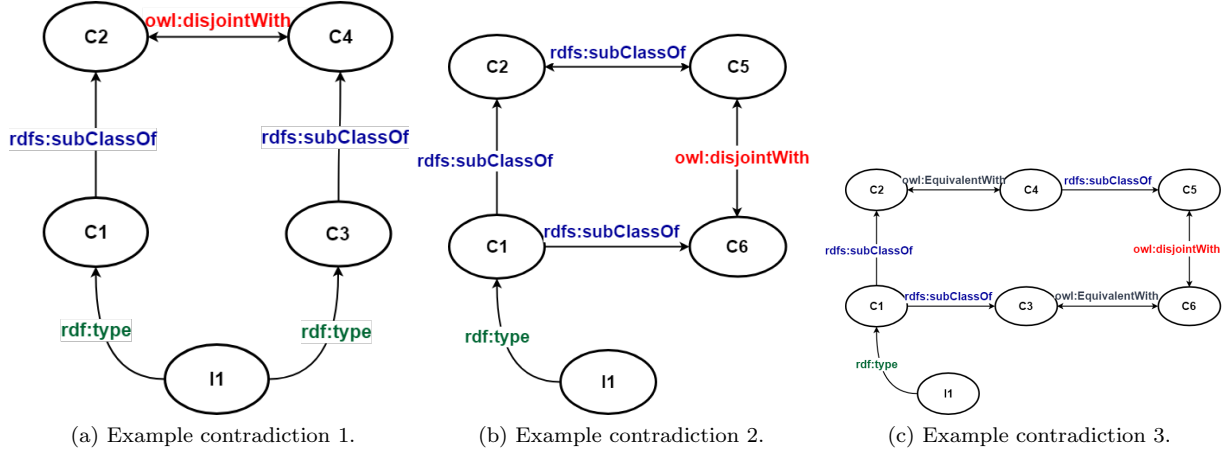 C2
owl:disjointWith
C4
rdfs:subClassOf
rdfs:subClassOf
C1
C3
rdf:type
rdf:type
I1
(a) Example contradiction 1.
C2
rdfs:subClassOf
C5
rdfs:subClassOf
owl:disjointWith
C1
rdfs:subClassOf
C6
rdf:type
I1
(b) Example contradiction 2.
C2
owl:EquivalentWith
C4
rdfs:subClassOf
C5
rdfs:subClassOf
owl:disjointWith
C1
rdfs:subClassOf
C3
owl:EquivalentWith
C6
rdf:type
I1
(c) Example contradiction 3.